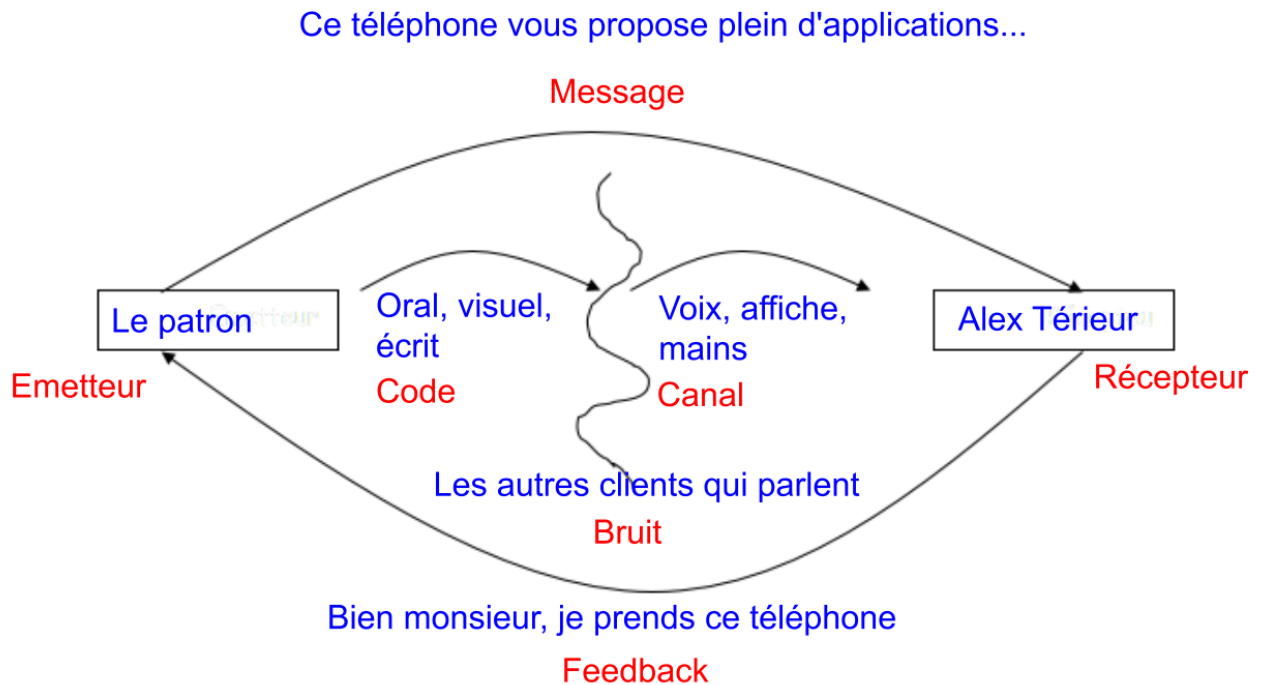 Ce téléphone vous propose plein d'applications...
Message
Le patron
Emetteur
Oral, visuel,
écrit
Code
Voix, affiche,
mains
Canal
Alex Térieur
Récepteur
Les autres clients qui parlent
Bruit
Bien monsieur, je prends ce téléphone
Feedback